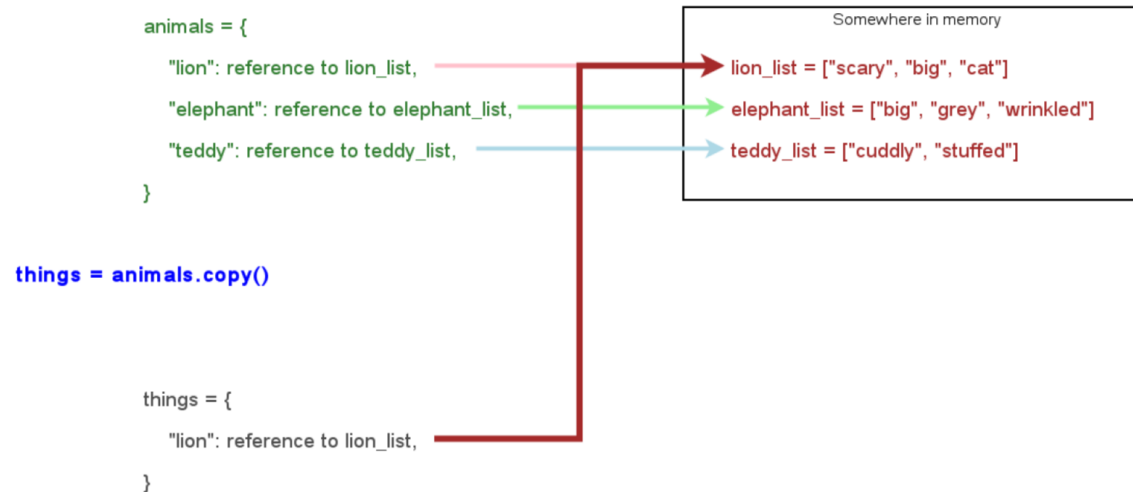 animals = {
"lion": reference to lion_list,
"elephant": reference to elephant_list,
"teddy": reference to teddy_list,
}
Somewhere in memory
lion_list = ["scary", "big", "cat"]
elephant_list = ["big", "grey", "wrinkled"]
teddy_list = ["cuddly", "stuffed"]
things = animals.copy()
things = {
"lion": reference to lion_list,
}